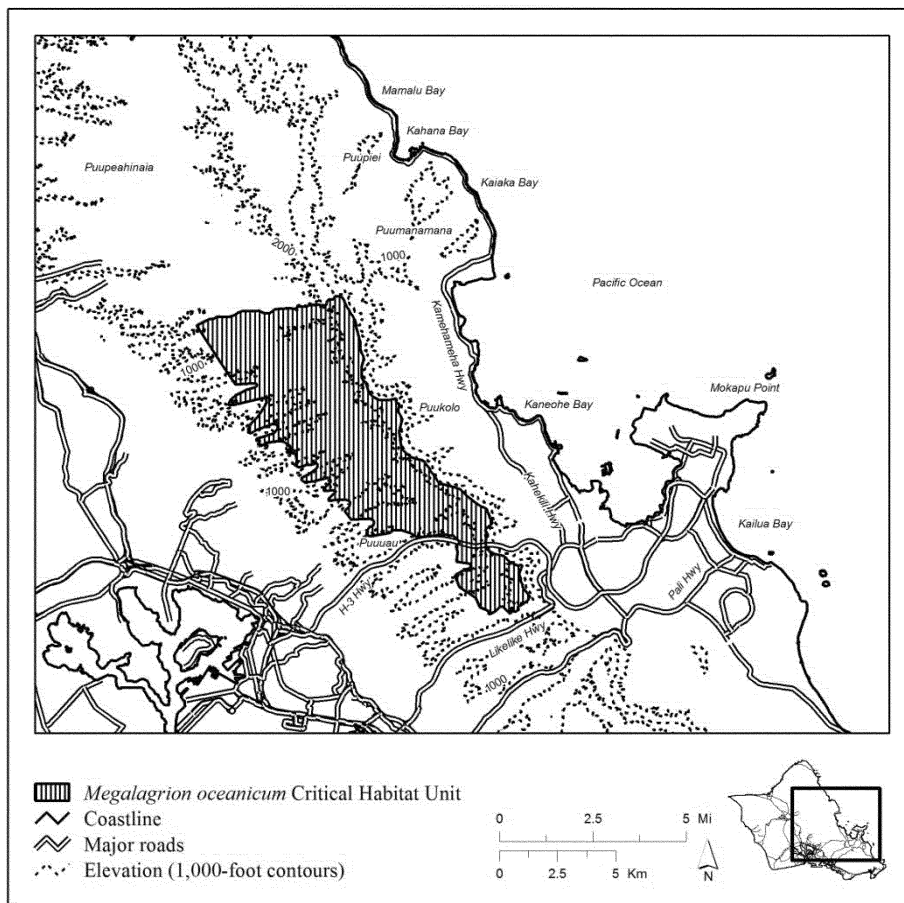 Mamalu Bay
Kahana Bay
Puupiei
Puupeahinaia
Kaiaka Bay
Puumanamana
2000
1000
Pacific Ocean
Kamehameha Hwy
1000
Mokapu Point
Puukolo
Kaneohe Bay
Kahekili Hwy
1000
Kailua Bay
Puuuau
H-3 Hwy
Pali Hwy
Likelike Hwy
1000
Megalagrion oceanicum Critical Habitat Unit
Coastline
Major roads
Elevation (1,000-foot contours)
0 2.5 5 Mi
0 2.5 5 Km
N